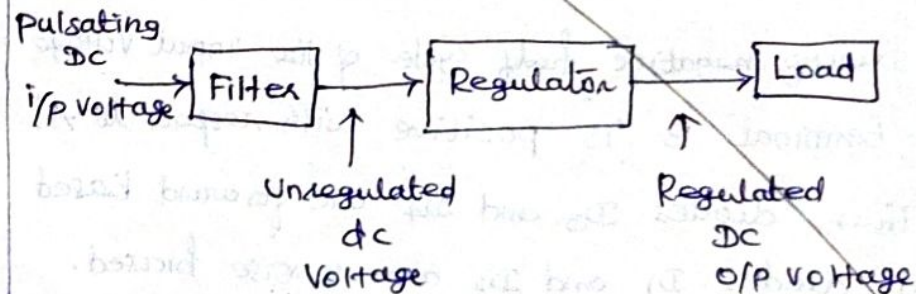 Pulsating
DC
i/p Voltage
Filter
Regulator
Load
Unregulated
dc
Voltage
Regulated
DC
O/P Voltage